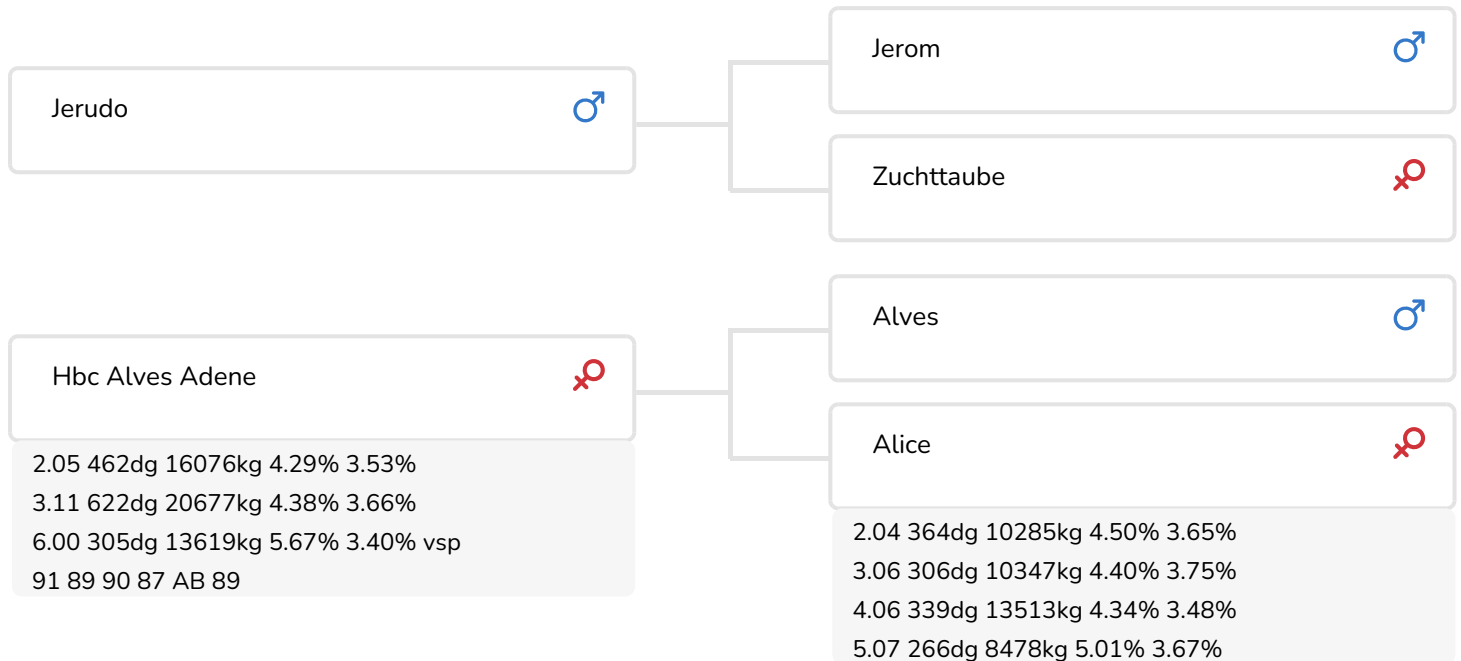 Jerom
Jerudo
Zuchttaube
Alves
Hbc Alves Adene
Alice
2.05 462dg 16076kg 4.29% 3.53%
3.11 622dg 20677kg 4.38% 3.66%
6.00 305dg 13619kg 5.67% 3.40% vsp
91 89 90 87 AB 89
2.04 364dg 10285kg 4.50% 3.65%
3.06 306dg 10347kg 4.40% 3.75%
4.06 339dg 13513kg 4.34% 3.48%
5.07 266dg 8478kg 5.01% 3.67%